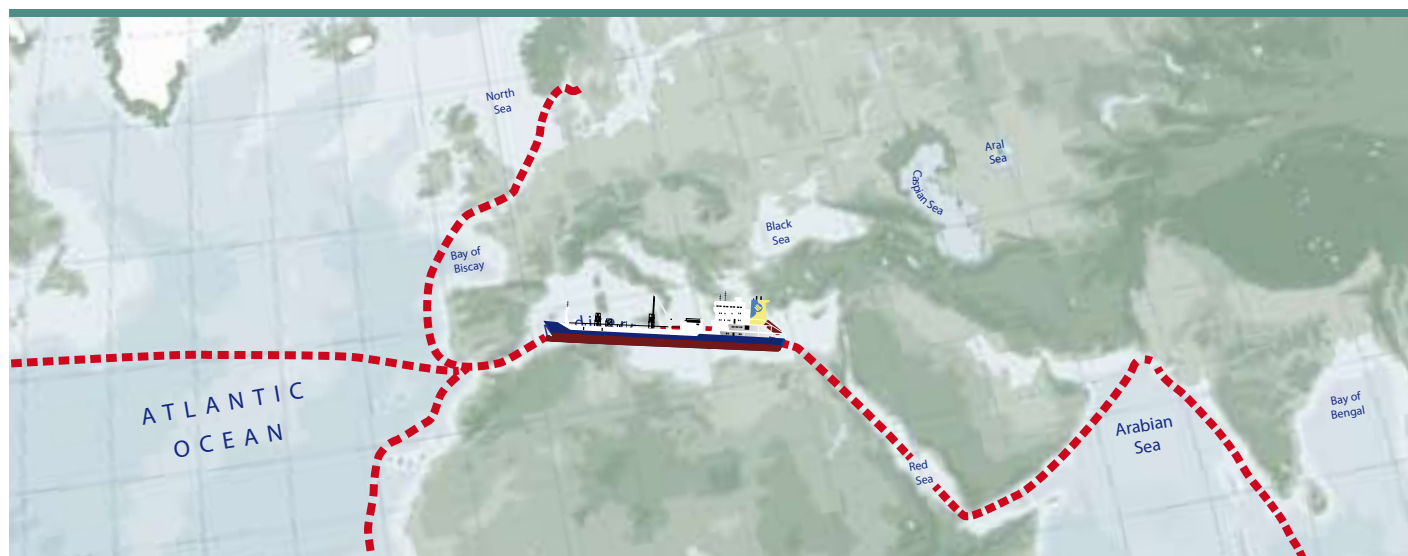 North
Sea
Aral
Sea
Caspian Sea
Black
Sea
Bay of
Biscay
ATLANTIC
OCEAN
Arabian
Sea
Bay of
Bengal
Red
Sea